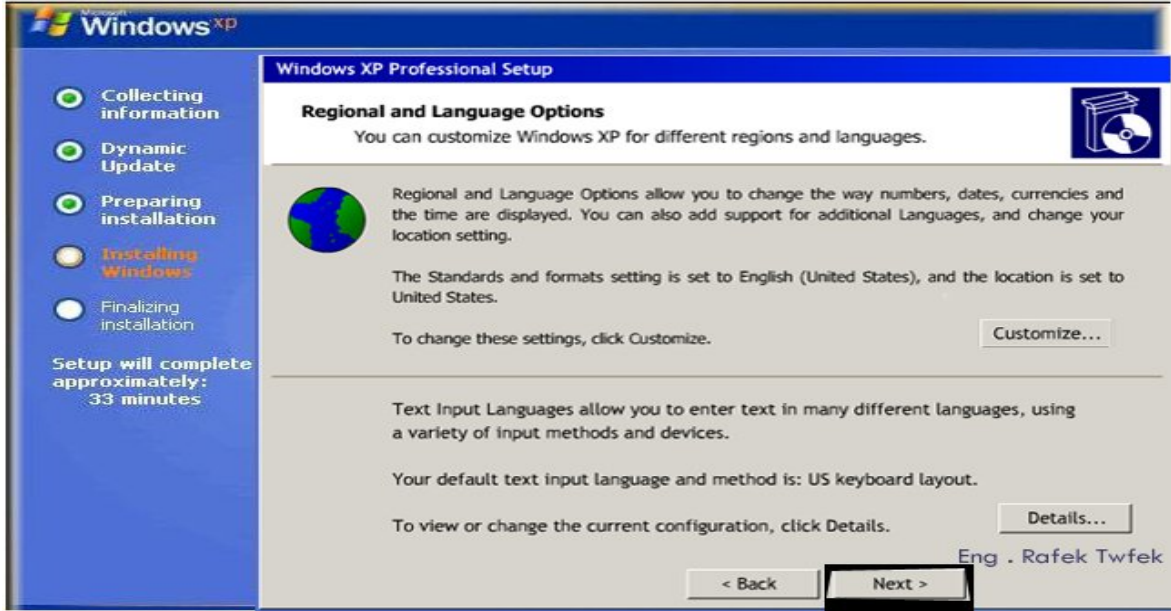 Microsoft
Windows xp
Collecting
information
Dynamic
Update
Preparing
installation
Installing
Windows
Finalizing
installation
Setup will complete
approximately:
33 minutes
Windows XP Professional Setup
Regional and Language Options
You can customize Windows XP for different regions and languages.
Regional and Language Options allow you to change the way numbers, dates, currencies and
the time are displayed. You can also add support for additional Languages, and change your
location setting.
The Standards and formats setting is set to English (United States), and the location is set to
United States.
To change these settings, click Customize.
Customize...
Text Input Languages allow you to enter text in many different languages, using
a variety of input methods and devices.
Your default text input language and method is: US keyboard layout.
To view or change the current configuration, click Details.
Details...
Eng . Rafek Twfek
< Back
Next >